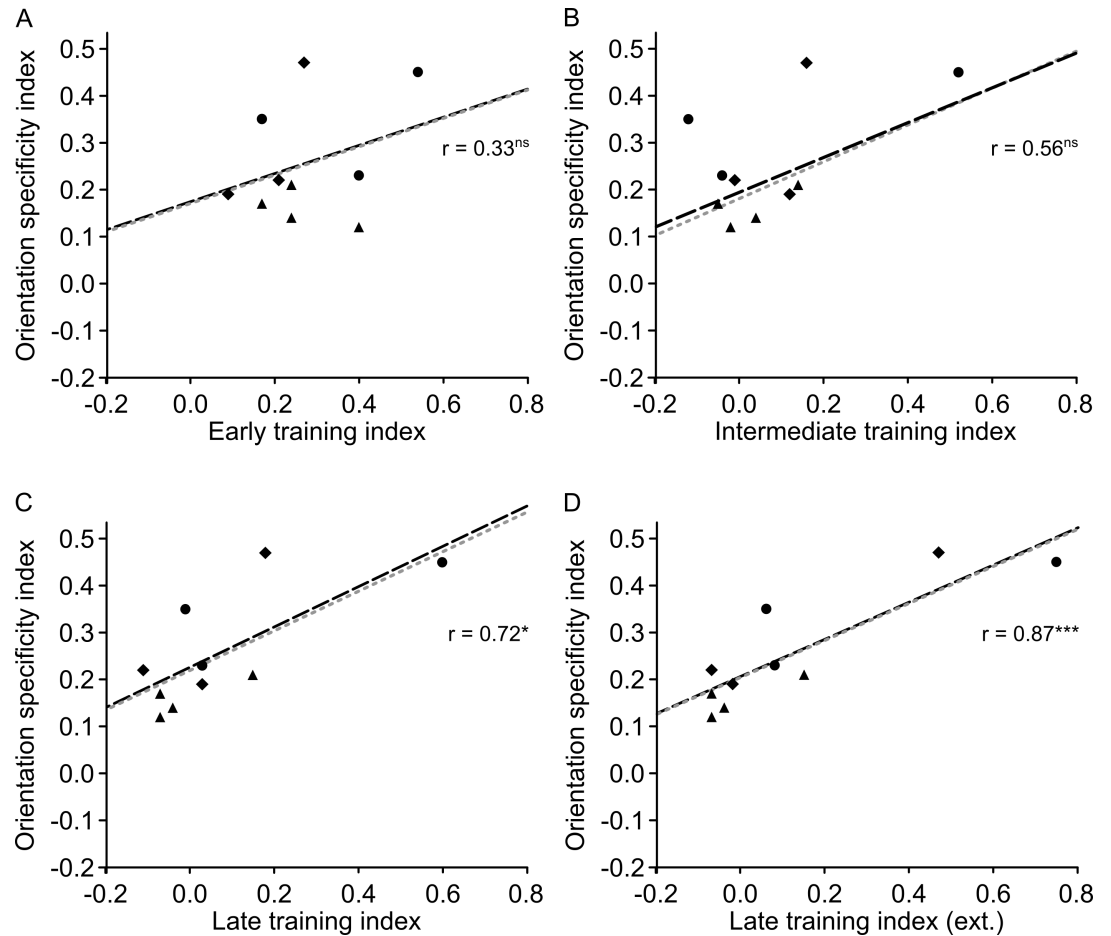 A
Orientation specificity index
0.5
0.4
0.3
0.2
0.1
0.0
-0.1
-0.2
r = 0.33ns
-0.2 0.0 0.2 0.4 0.6 0.8
Early training index
B
Orientation specificity index
0.5
0.4
0.3
0.2
0.1
0.0
-0.1
-0.2
r = 0.56ns
-0.2 0.0 0.2 0.4 0.6 0.8
Intermediate training index
C
Orientation specificity index
0.5
0.4
0.3
0.2
0.1
0.0
-0.1
-0.2
r = 0.72*
-0.2 0.0 0.2 0.4 0.6 0.8
Late training index
D
Orientation specificity index
0.5
0.4
0.3
0.2
0.1
0.0
-0.1
-0.2
r = 0.87***
-0.2 0.0 0.2 0.4 0.6 0.8
Late training index (ext.)